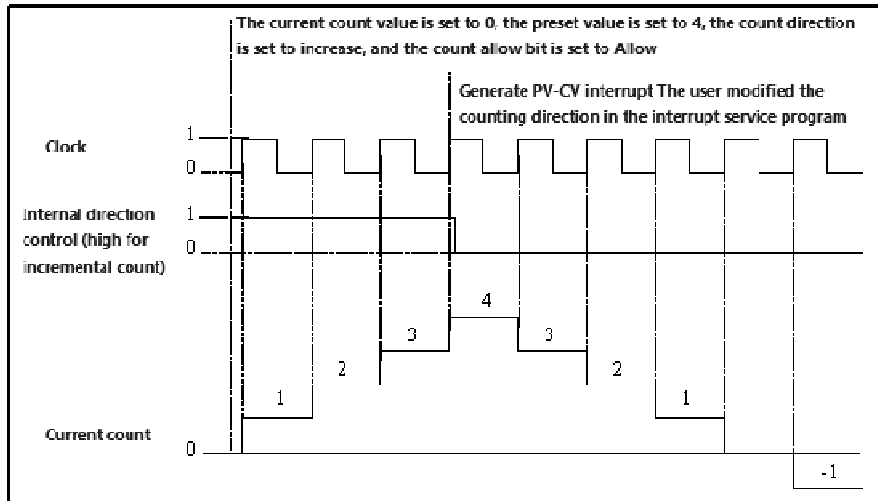 The current count value is set to 0, the preset value is set to 4, the count direction
is set to increase, and the count allow bit is set to Allow
Generate PV-CV interrupt The user modified the
counting direction in the interrupt service program
Clock
1
0
Internal direction
control (high for
incremental count)
1
0
4
3
3
2
2
1
1
Current count
0
-1